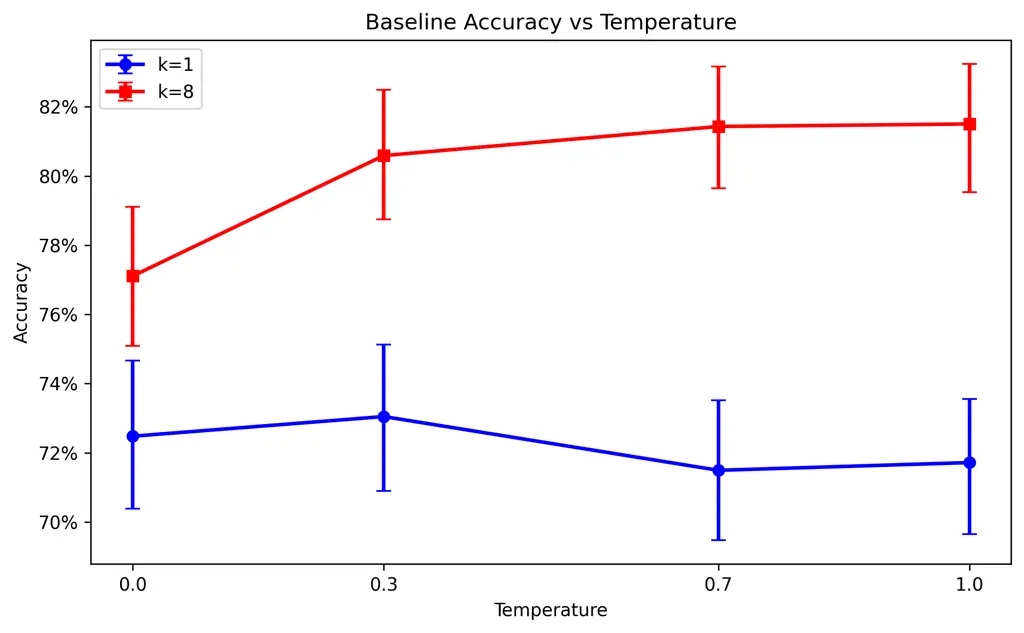 Baseline Accuracy vs Temperature
k=1
k=8
82%
80%
78%
76%
74%
72%
70%
Accuracy
0.0 0.3 0.7 1.0
Temperature